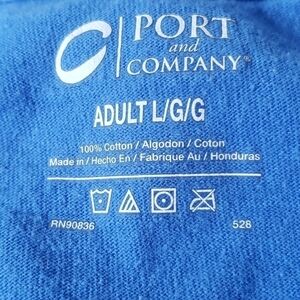 PORT
and
COMPANY
ADULT L/G/G
100% Cotton / Algodon / Coton
Made in / Hecho En / Fabrique Au / Honduras
RN90836 528